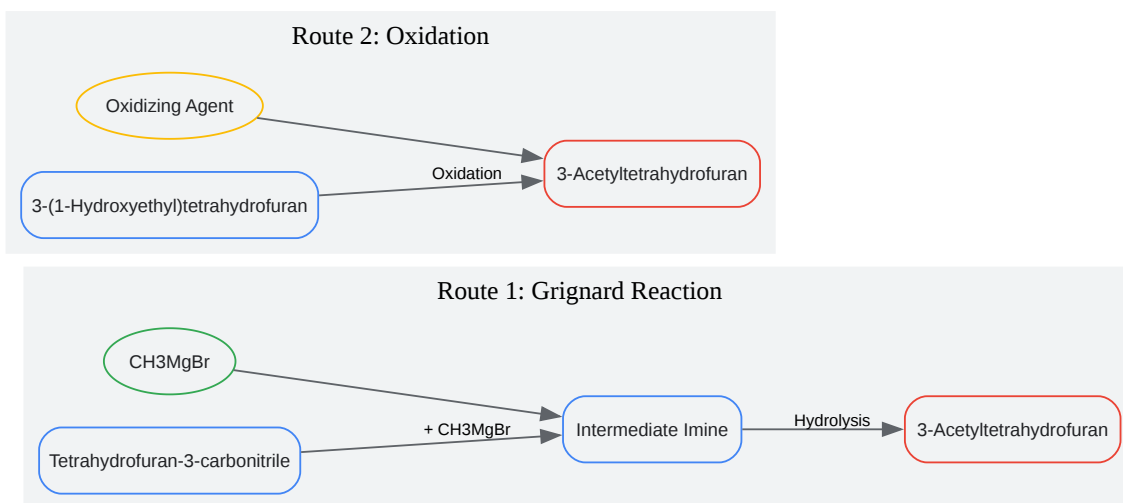 Route 2: Oxidation
Oxidizing Agent
Oxidation
3-Acetyltetrahydrofuran
3-(1-Hydroxyethyl)tetrahydrofuran
Route 1: Grignard Reaction
CH3MgBr
+ CH3MgBr
Intermediate Imine
Hydrolysis
3-Acetyltetrahydrofuran
Tetrahydrofuran-3-carbonitrile